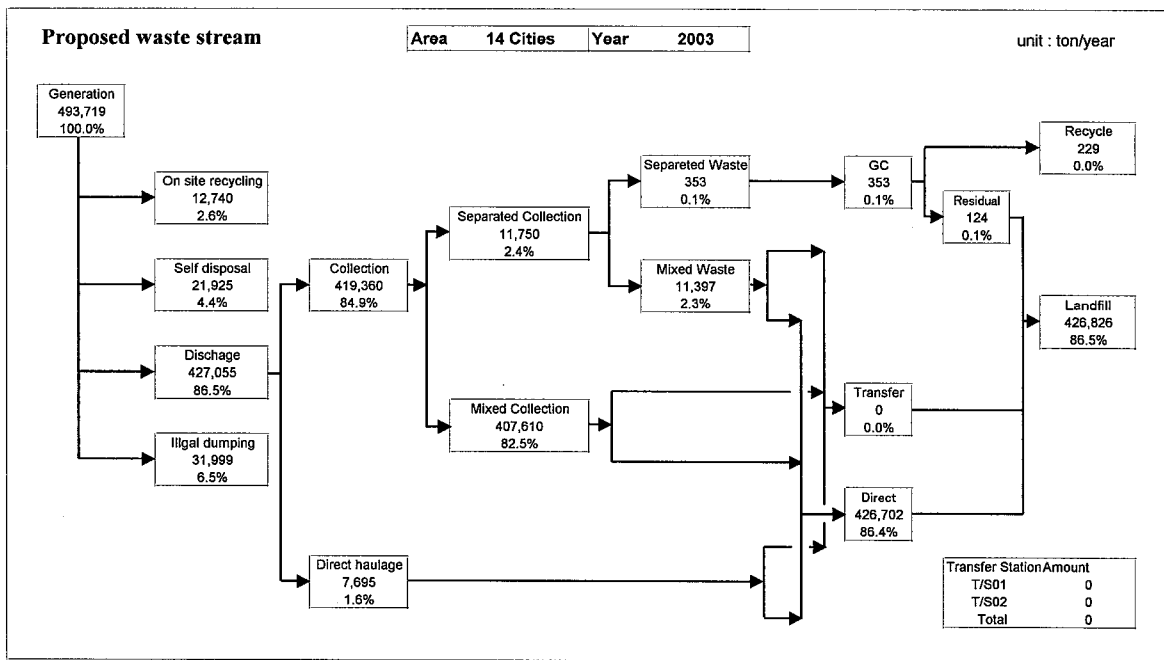 Proposed waste stream
Area 14 Cities Year 2003
unit : ton/year
Generation
493,719
100.0%
On site recycling
12,740
2.6%
Self disposal
21,925
4.4%
Dischage
427,055
86.5%
Illgal dumping
31,999
6.5%
Collection
419,360
84.9%
Direct haulage
7,695
1.6%
Separated Collection
11,750
2.4%
Mixed Collection
407,610
82.5%
Separeted Waste
353
0.1%
Mixed Waste
11,397
2.3%
GC
353
0.1%
Transfer
0
0.0%
Direct
426,702
86.4%
Recycle
229
0.0%
Residual
124
0.1%
Landfill
426,826
86.5%
Transfer Station Amount
T/S01 0
T/S02 0
Total 0